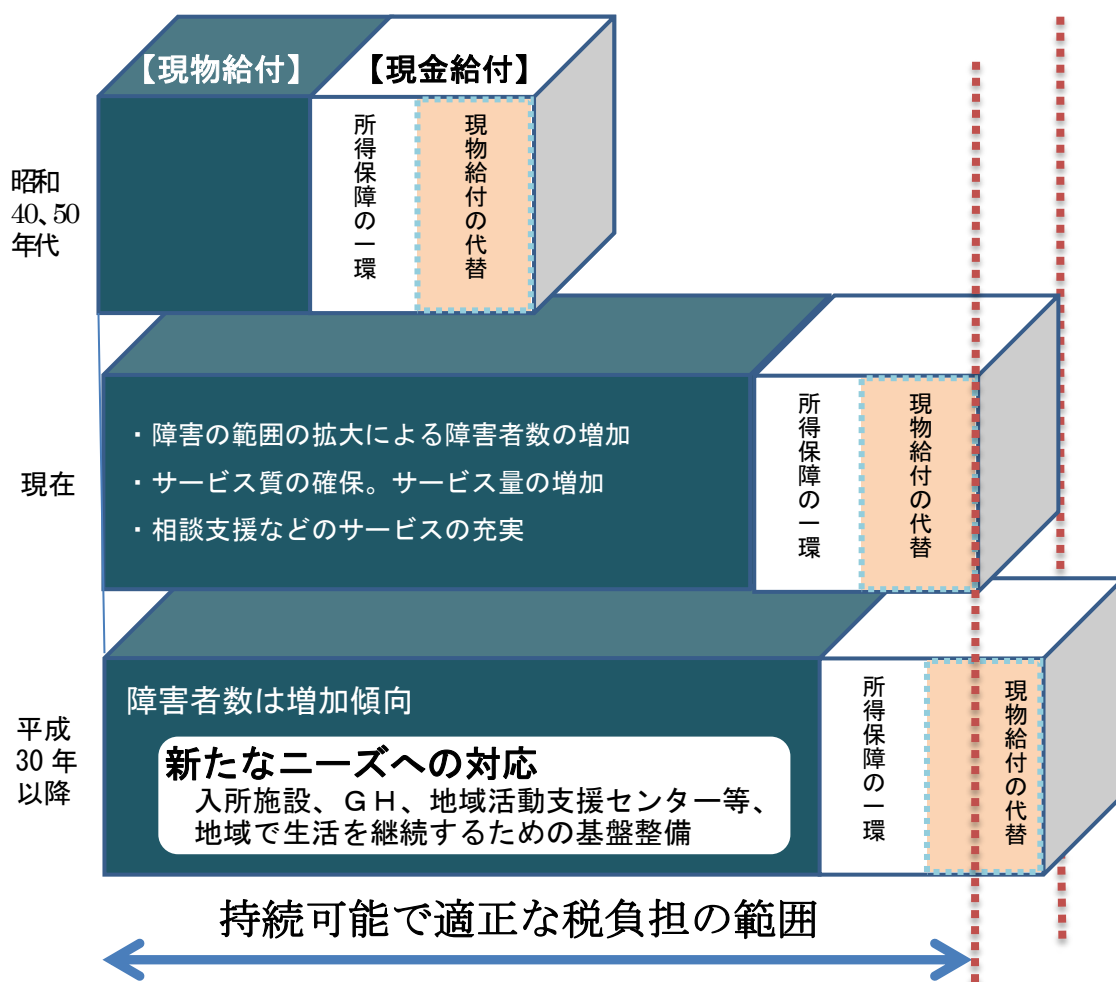 【現物給付】
【現金給付】
昭和
40、50
年代
所得保障の一環
現物給付の代替
現在
・障害の範囲の拡大による障害者数の増加
・サービス質の確保。サービス量の増加
・相談支援などのサービスの充実
所得保障の一環
現物給付の代替
平成
30 年
以降
障害者数は増加傾向
新たなニーズへの対応
入所施設、ＧＨ、地域活動支援センター等、
地域で生活を継続するための基盤整備
所得保障の一環
現物給付の代替
持続可能で適正な税負担の範囲